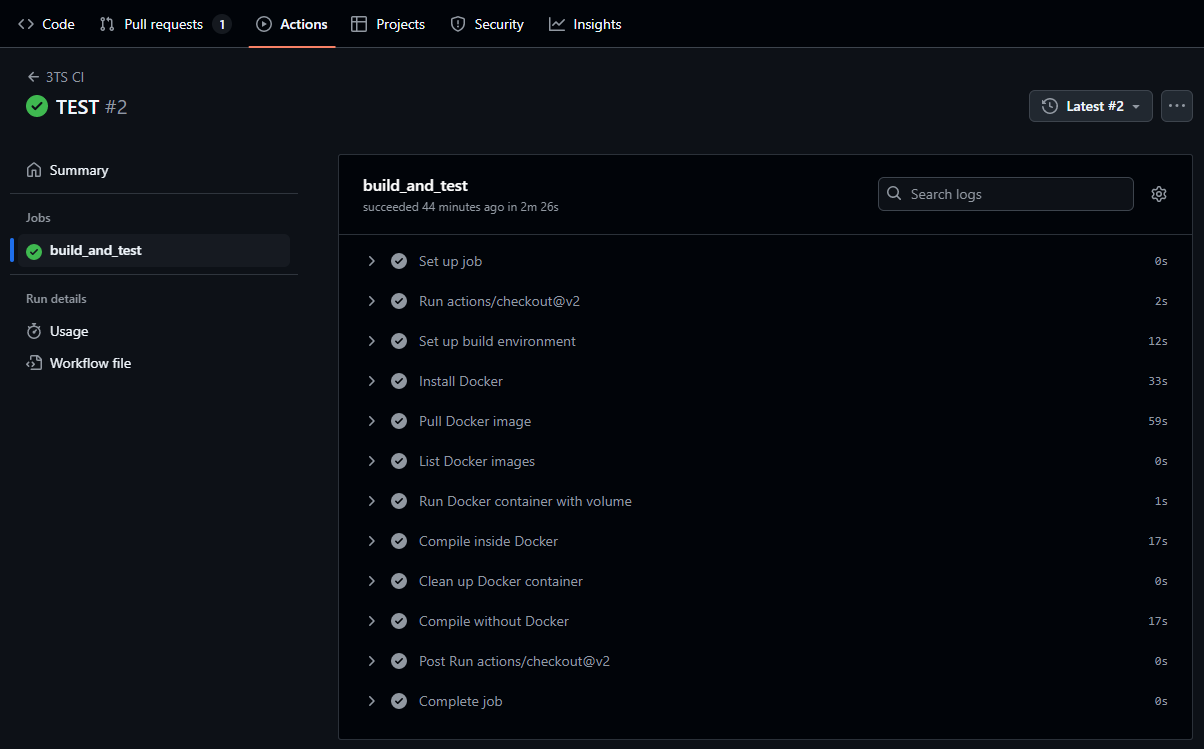 Code Pull requests 1 Actions Projects Security Insights
3TS CI
TEST #2
Latest #2
Summary
Jobs
build_and_test
Run details
Usage
Workflow file
build_and_test
succeeded 44 minutes ago in 2m 26s
Search logs
Set up job 0s
Run actions/checkout@v2 2s
Set up build environment 12s
Install Docker 33s
Pull Docker image 59s
List Docker images 0s
Run Docker container with volume 1s
Compile inside Docker 17s
Clean up Docker container 0s
Compile without Docker 17s
Post Run actions/checkout@v2 0s
Complete job 0s